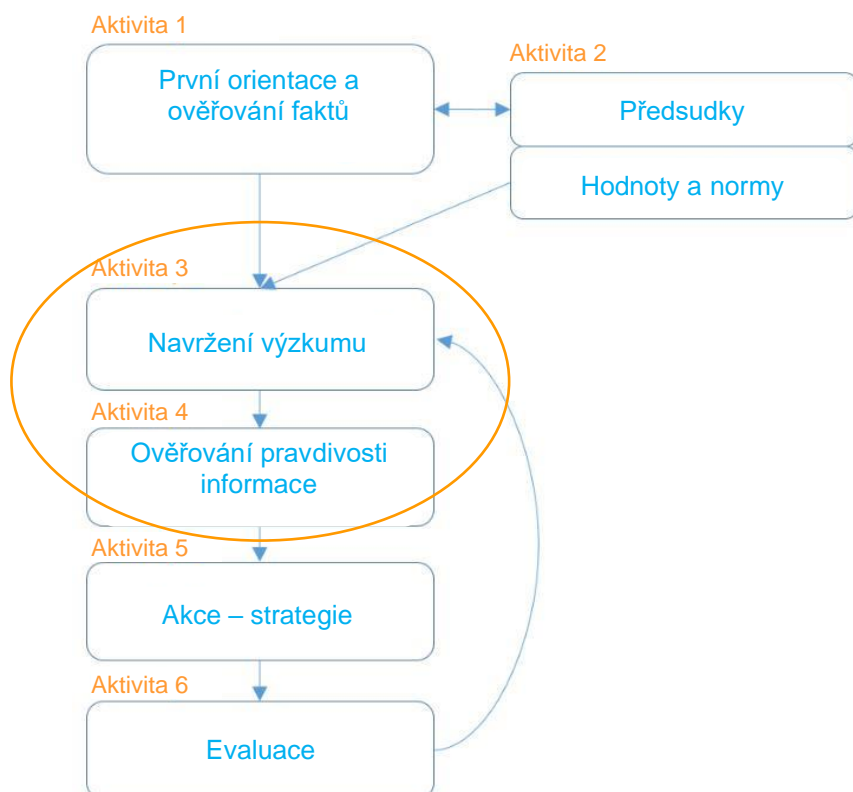 Aktivita 1
První orientace a
ověřování faktů
Aktivita 2
Předsudky
Hodnoty a normy
Aktivita 3
Navržení výzkumu
Aktivita 4
Ověřování pravdivosti
informace
Aktivita 5
Akce – strategie
Aktivita 6
Evaluace